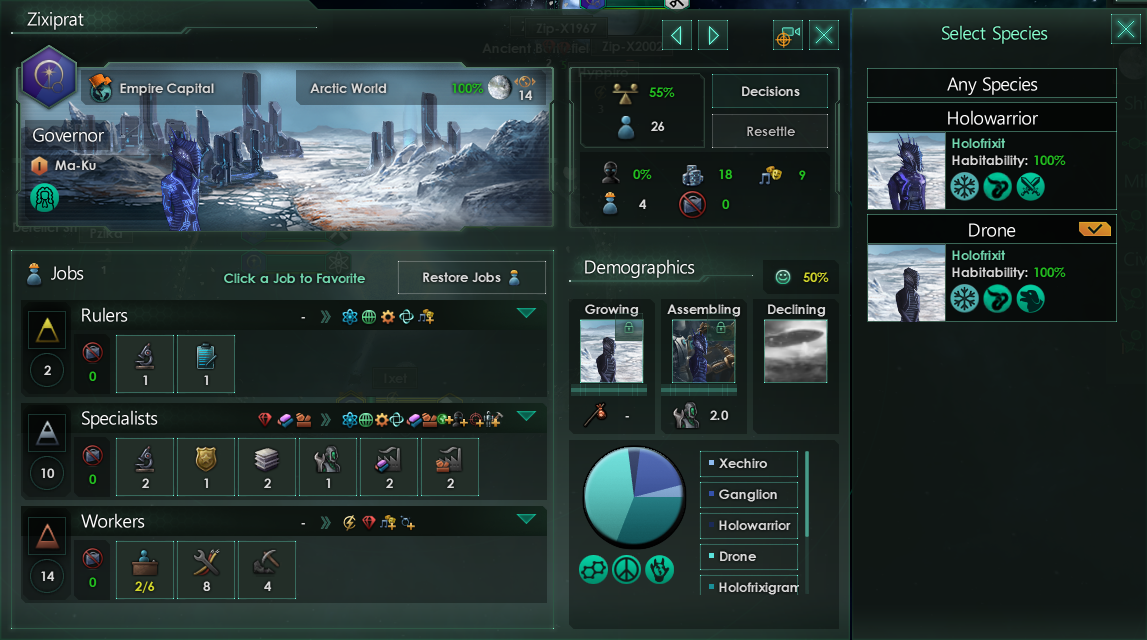 Zixiprat
Zip-X1967
Zip-X2002
Empire Capital
Arctic World
100%
14
Governor
Ma-Ku
Pzika
55%
26
Decisions
Resettle
0%
18
9
4
0
Jobs
Click a Job to Favorite
Restore Jobs
Rulers
-
2
0
1
1
Specialists
10
0
2
1
2
1
2
2
Workers
-
14
0
2/6
8
4
Demographics
50%
Growing
Assembling
Declining
-
2.0
Xechiro
Ganglion
Holowarrior
Drone
Holofrixigram
Select Species
Any Species
Holowarrior
Holofrixit
Habitability: 100%
Drone
Holofrixit
Habitability: 100%